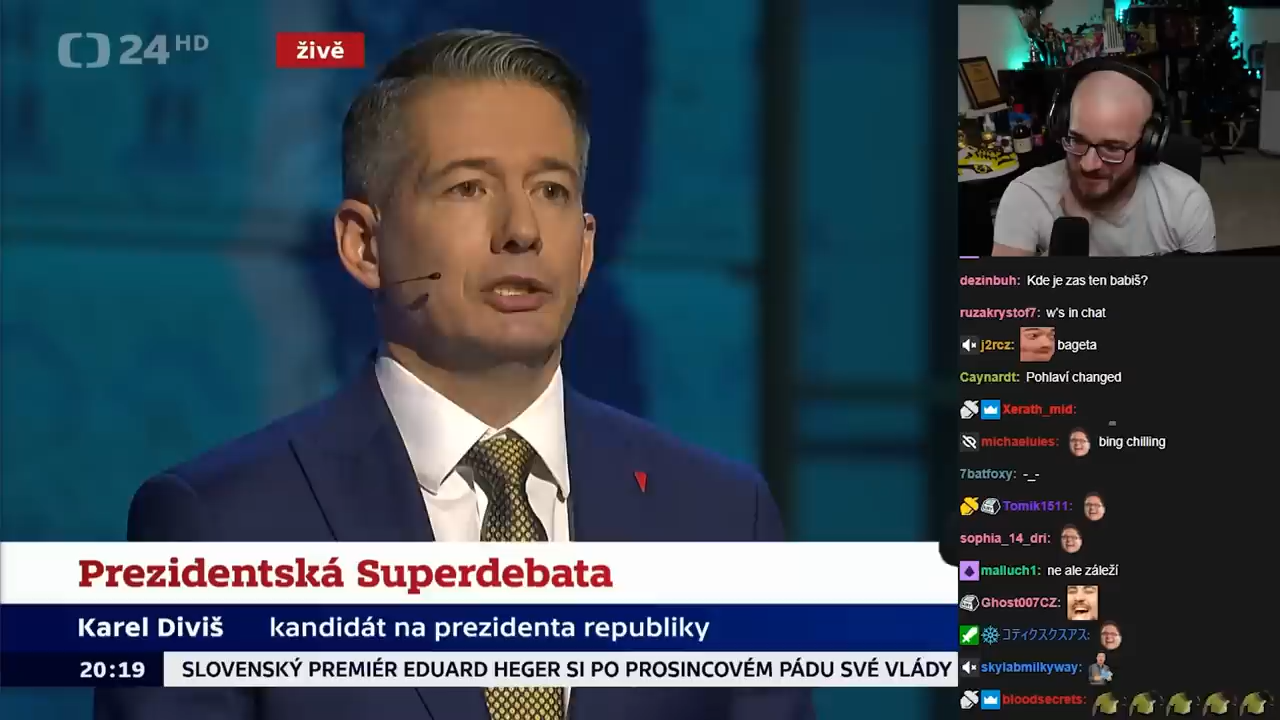 24 HD
živě
Prezidentská Superdebata
Karel Diviš kandidát na prezidenta republiky
20:19 SLOVENSKÝ PREMIÉR EDUARD HEGER SI PO PROSINCOVÉM PÁDU SVÉ VLÁDY
dezinbuh: Kde je zas ten babiš?
ruzakrystof7: w's in chat
j2rcz: bageta
Caynardt: Pohlaví changed
Xerath_mid:
michaeluies: bing chilling
7batfoxy: -_-
Tomik1511:
sophia_14_dri:
malluch1: ne ale záleží
Ghost007CZ:
コティクスクスアス:
skylabmilkyway:
bloodsecrets: